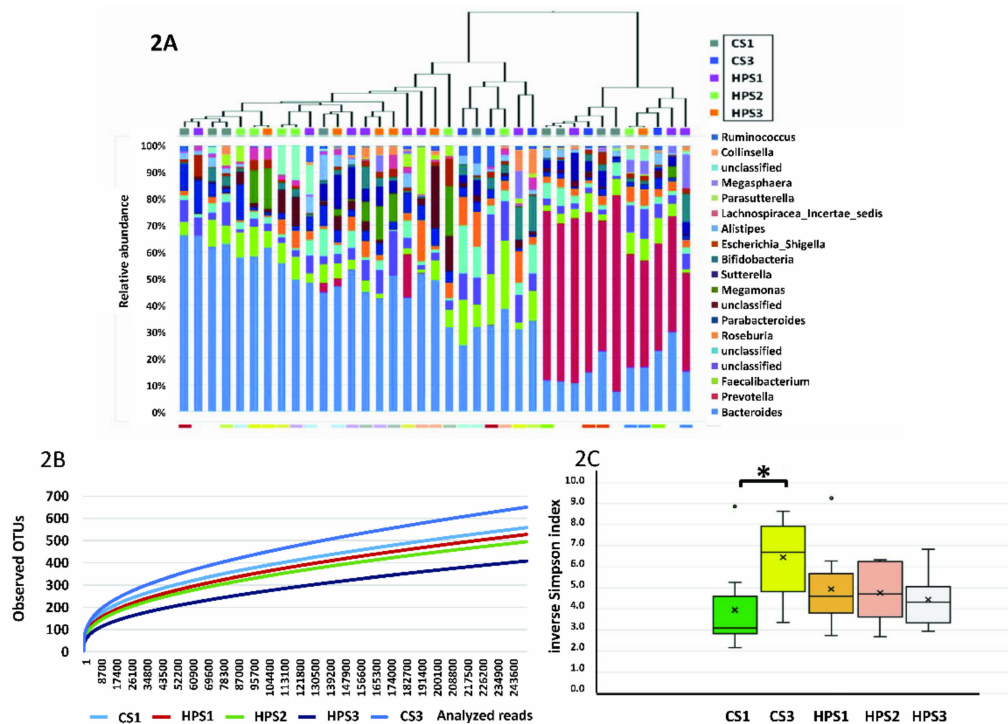 2A
CS1
CS3
HPS1
HPS2
HPS3
Relative abundance
100%
90%
80%
70%
60%
50%
40%
30%
20%
10%
0%
Ruminococcus
Collinsella
unclassified
Megasphaera
Parasutterella
Lachnospiracea_Incertae_sedis
Alistipes
Escherichia_Shigella
Bifidobacteria
Sutterella
Megamonas
unclassified
Parabacteroides
Roseburia
unclassified
unclassified
Faecalibacterium
Prevotella
Bacteroides
2B
Observed OTUs
700
600
500
400
300
200
100
0
1
8700
17400
26100
34800
43500
52200
60900
69600
78300
87000
95700
104400
113100
121800
130500
139200
147900
156600
165300
174000
182700
191400
200100
208800
217500
226200
234900
243600
CS1 HPS1 HPS2 HPS3 CS3 Analyzed reads
2C
*
inverse Simpson index
10.0
9.0
8.0
7.0
6.0
5.0
4.0
3.0
2.0
1.0
0.0
CS1 CS3 HPS1 HPS2 HPS3